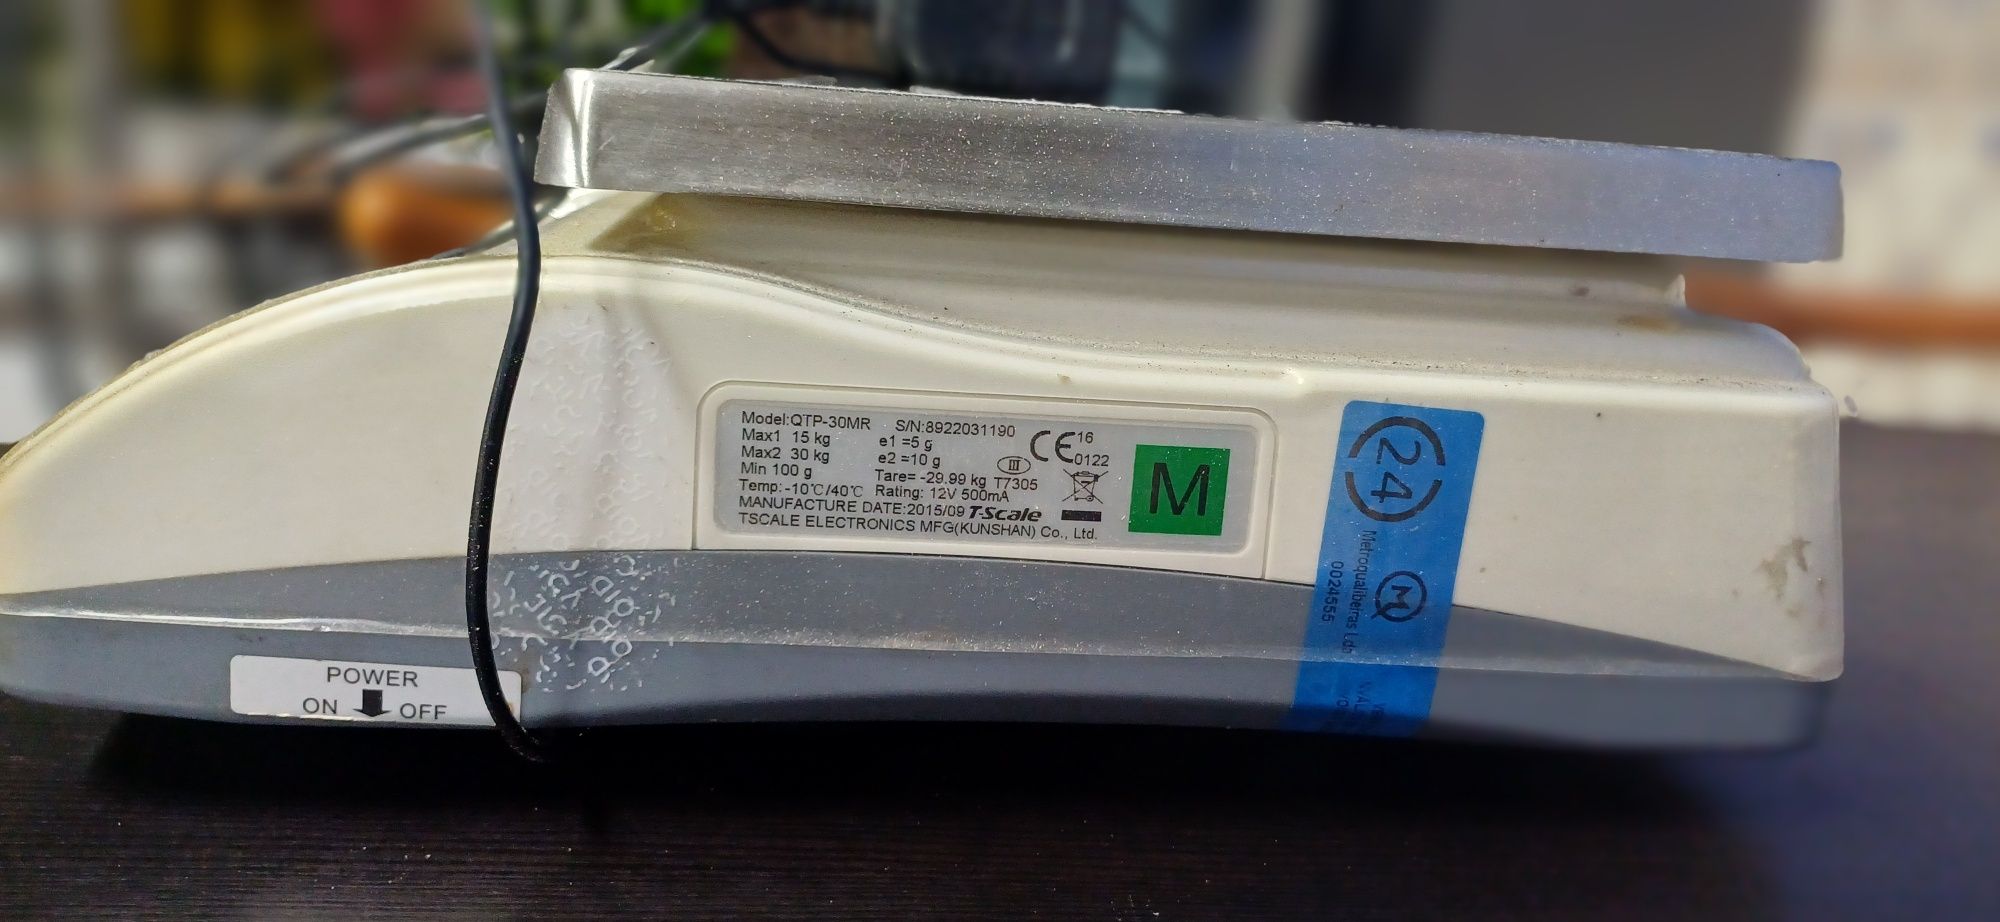 Model:QTP-30MR S/N:8922031190
Max1 15 kg e1 =5 g
Max2 30 kg e2 =10 g
Min 100 g Tare= -29.99 kg T7305
Temp: -10℃/40℃ Rating: 12V 500mA
MANUFACTURE DATE:2015/09 T-Scale
TSCALE ELECTRONICS MFG(KUNSHAN) Co., Ltd.
III
CE 16
0122
M
24
MQ
Metroqualibeiras Lda
0024555
POWER
ON OFF